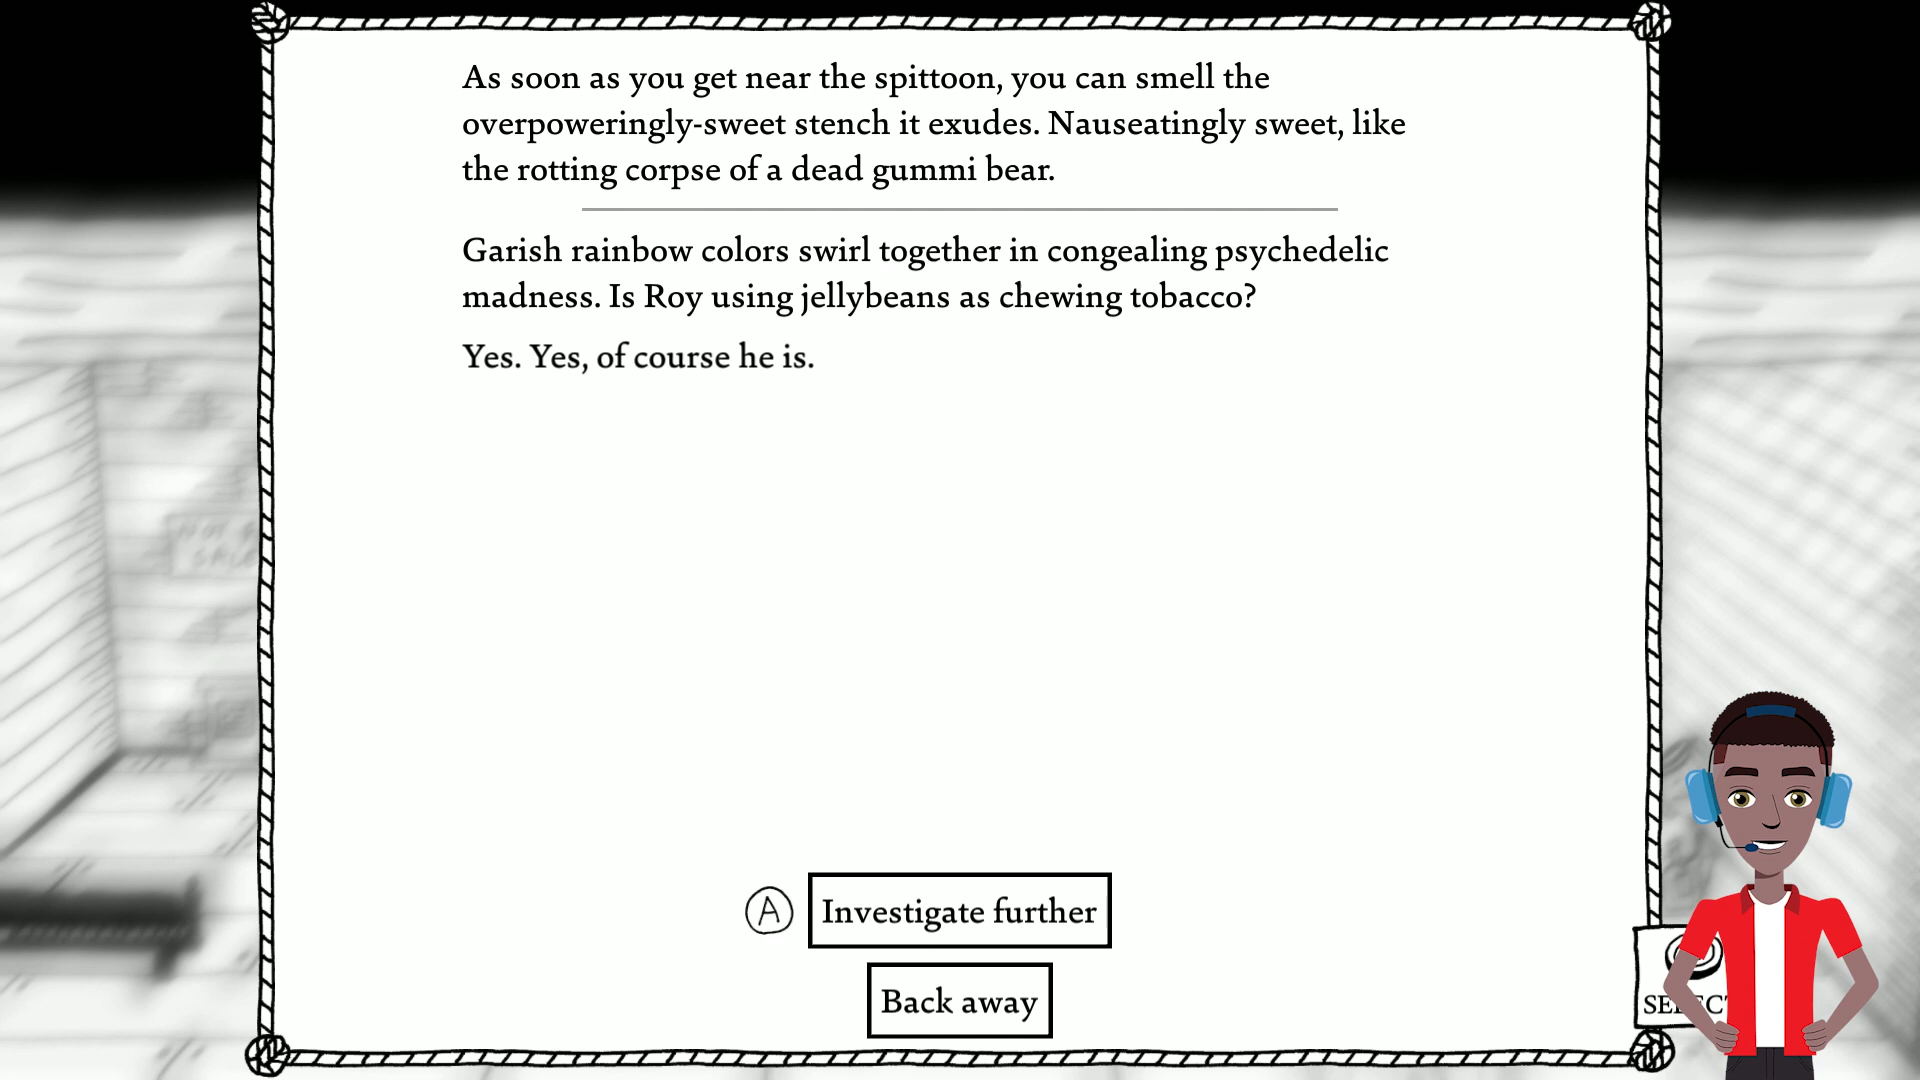 As soon as you get near the spittoon, you can smell the
overpoweringly-sweet stench it exudes. Nauseatingly sweet, like
the rotting corpse of a dead gummi bear.
Garish rainbow colors swirl together in congealing psychedelic
madness. Is Roy using jellybeans as chewing tobacco?
Yes. Yes, of course he is.
A Investigate further
Back away